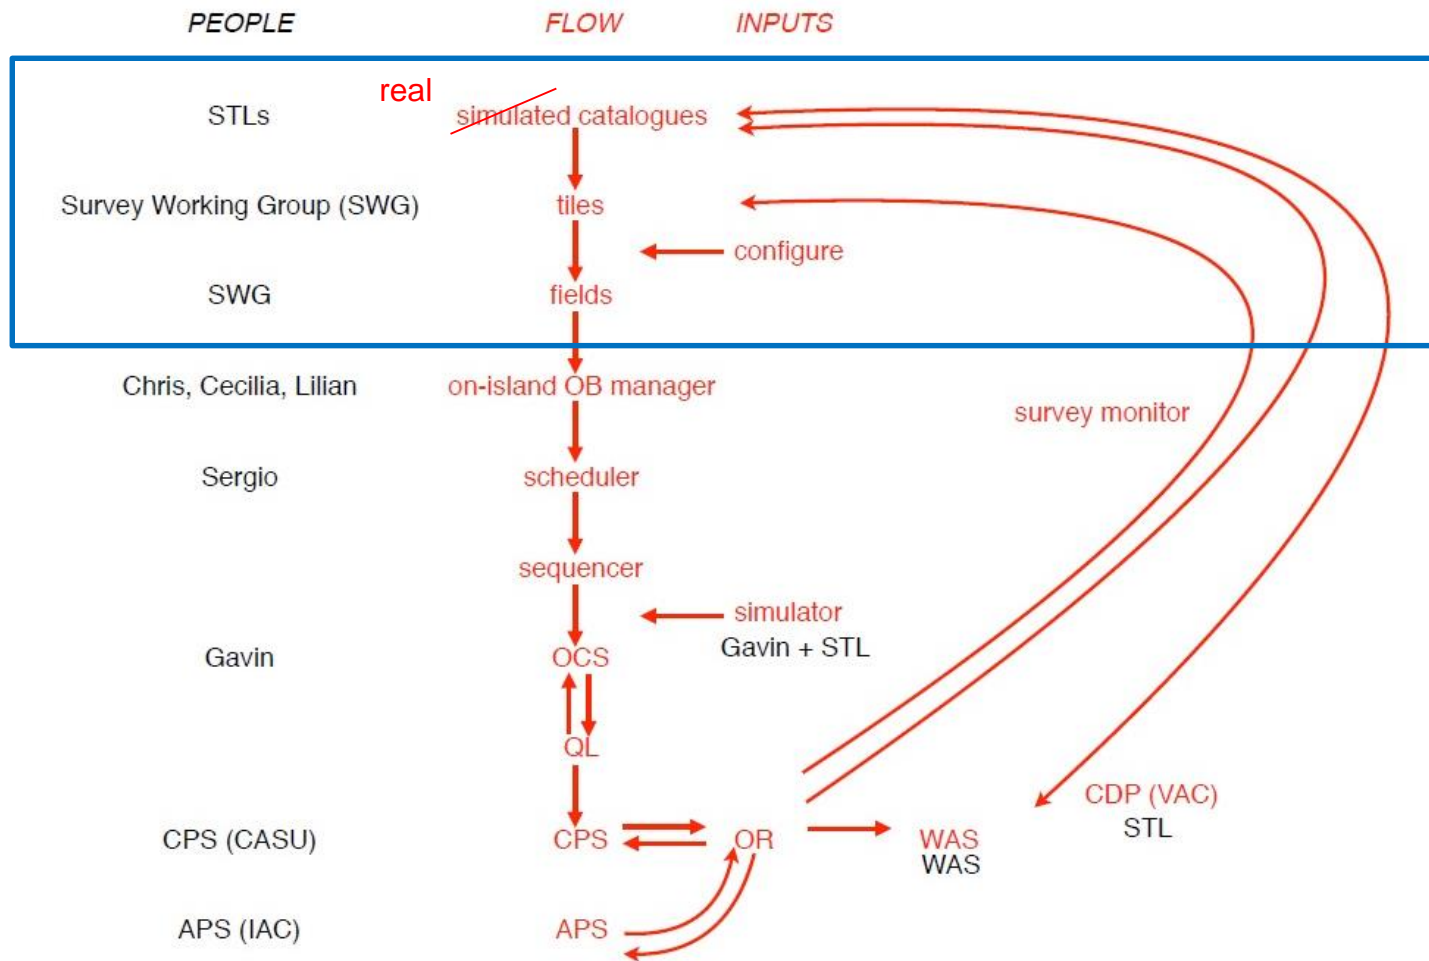 PEOPLE FLOW INPUTS
real
STLs simulated catalogues
Survey Working Group (SWG) tiles
configure
SWG fields
Chris, Cecilia, Lilian on-island OB manager
survey monitor
Sergio scheduler
sequencer
simulator
Gavin OCS Gavin + STL
QL
CDP (VAC)
STL
CPS (CASU) CPS OR WAS
WAS
APS (IAC) APS